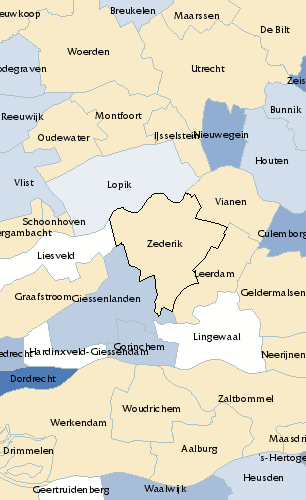 Breukelen
euwkoop
Maarssen
De Bilt
Woerden
odegraven
Utrecht
Zeis
Bunnik
Reeuwijk
Montfoort
Oudewater
IJsselstein
Nieuwegein
Houten
Vlist
Lopik
Vianen
Schoonhoven
ergambacht
Culemborg
Zederik
Liesveld
Leerdam
Graafstroom
Giessenlanden
Geldermalsen
Lingewaal
Gorinchem
edrecht
Hardinxveld-Giessendam
Neerijnen
Dordrecht
Zaltbommel
Woudrichem
Werkendam
Maasdri
Drimmelen
Aalburg
's-Hertoge
Heusden
Geertruidenberg
Waalwijk